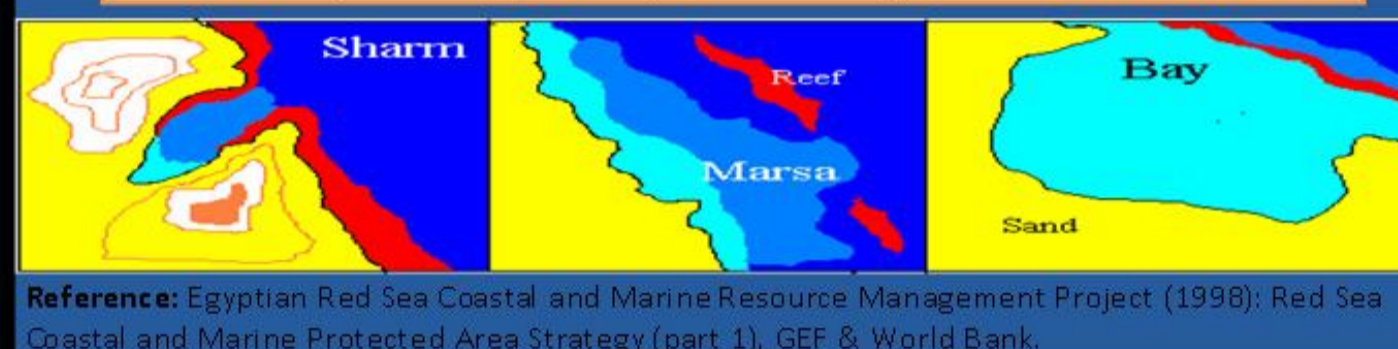 Sharm
Reef
Marsa
Bay
Sand
Reference: Egyptian Red Sea Coastal and Marine Resource Management Project (1998): Red Sea
Coastal and Marine Protected Area Strategy (part 1), GEF & World Bank.